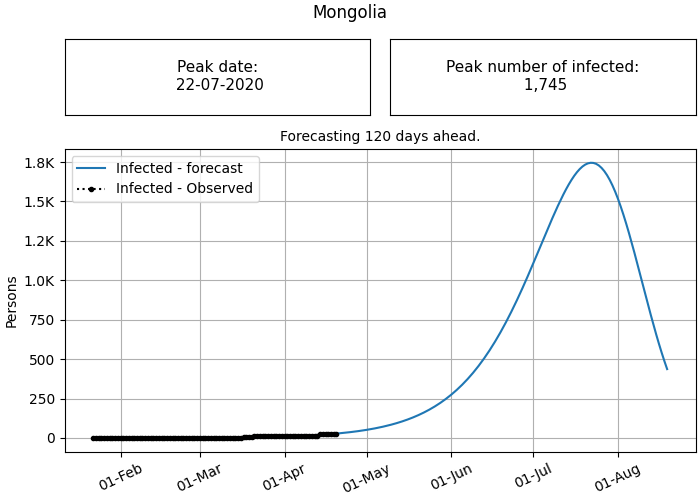 Mongolia
Peak date:
22-07-2020
Peak number of infected:
1,745
Forecasting 120 days ahead.
Infected - forecast
Infected - Observed
1.8K
1.5K
1.2K
1.0K
750
500
250
0
Persons
01-Feb
01-Mar
01-Apr
01-May
01-Jun
01-Jul
01-Aug